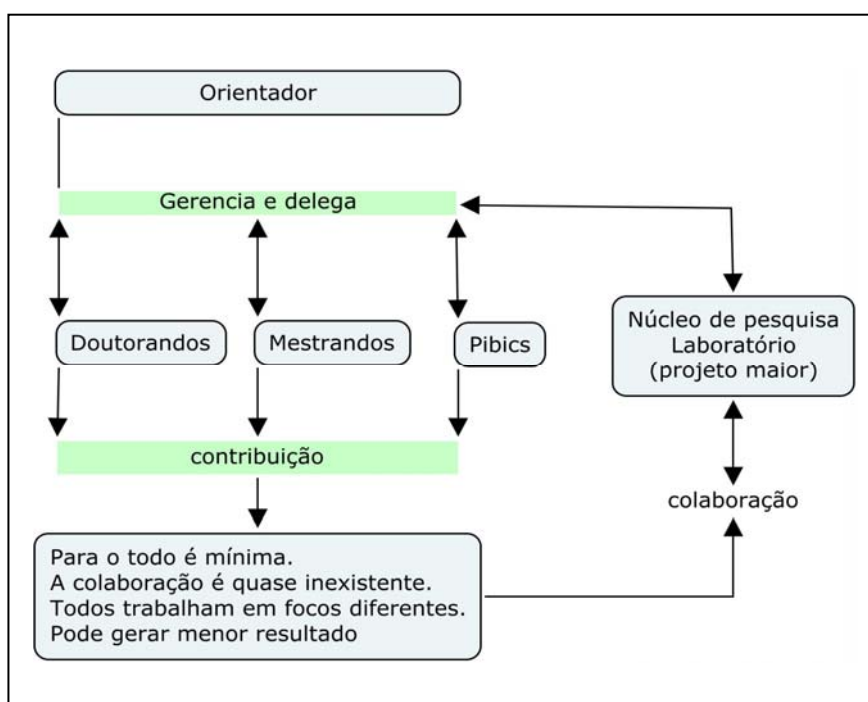 Orientador
Gerencia e delega
Doutorandos
Mestrandos
Pibics
Núcleo de pesquisa
Laboratório
(projeto maior)
contribuição
colaboração
Para o todo é mínima.
A colaboração é quase inexistente.
Todos trabalham em focos diferentes.
Pode gerar menor resultado